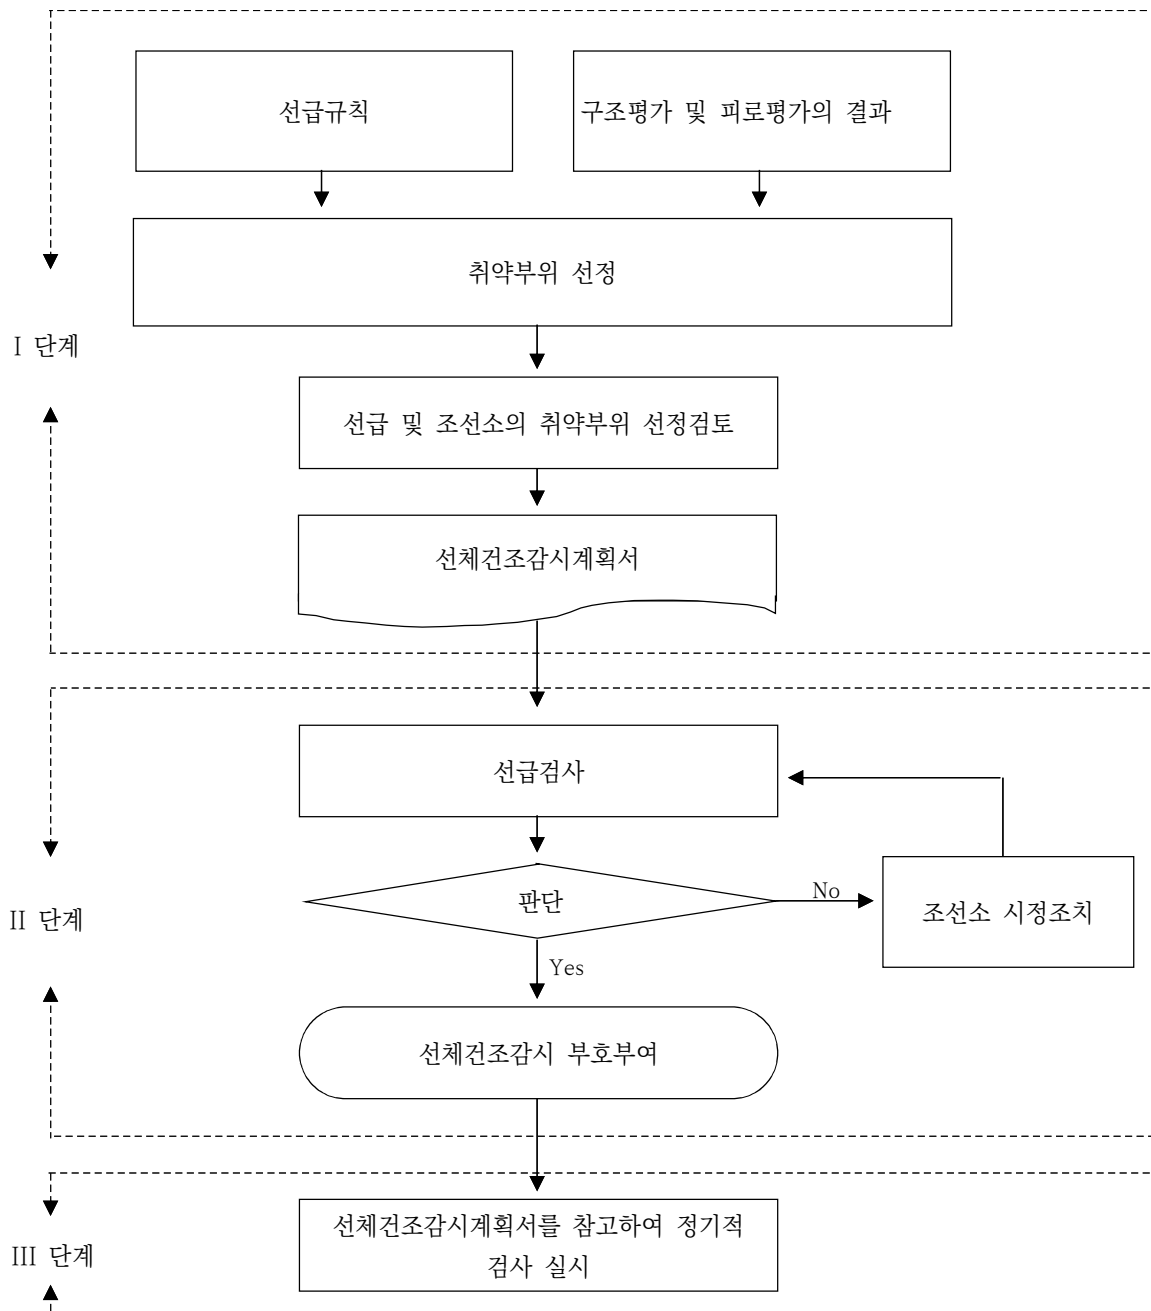 선급규칙
구조평가 및 피로평가의 결과
취약부위 선정
I 단계
선급 및 조선소의 취약부위 선정검토
선체건조감시계획서
선급검사
판단
No
조선소 시정조치
II 단계
Yes
선체건조감시 부호부여
선체건조감시계획서를 참고하여 정기적
검사 실시
III 단계